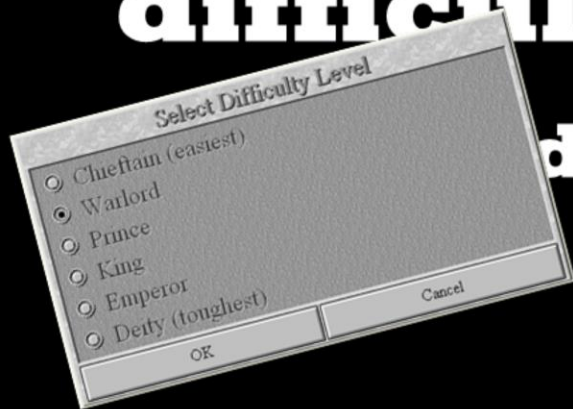 Select Difficulty Level
Chieftain (easiest)
Warlord
Prince
King
Emperor
Deity (toughest)
OK
Cancel